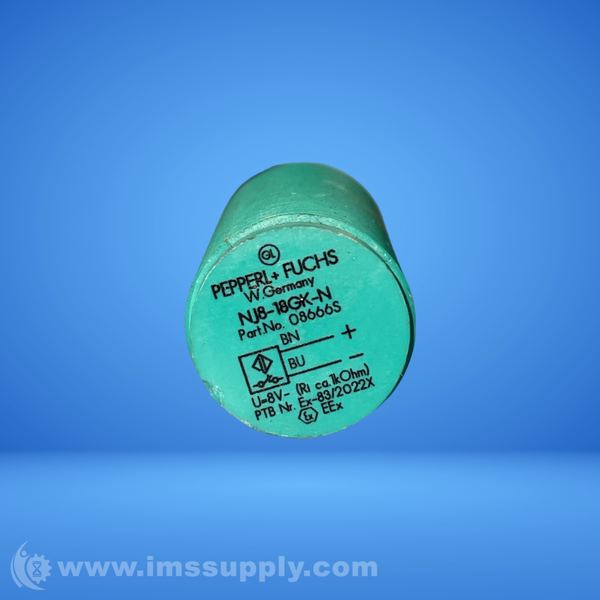 GL
PEPPERL+FUCHS
W.Germany
NJ8-18GK-N
Part.No. 08666S
BN +
BU -
U=8V- (Ri ca.1kOhm)
PTB Nr. Ex-83/2022X
Ex EEx
www.imssupply.com